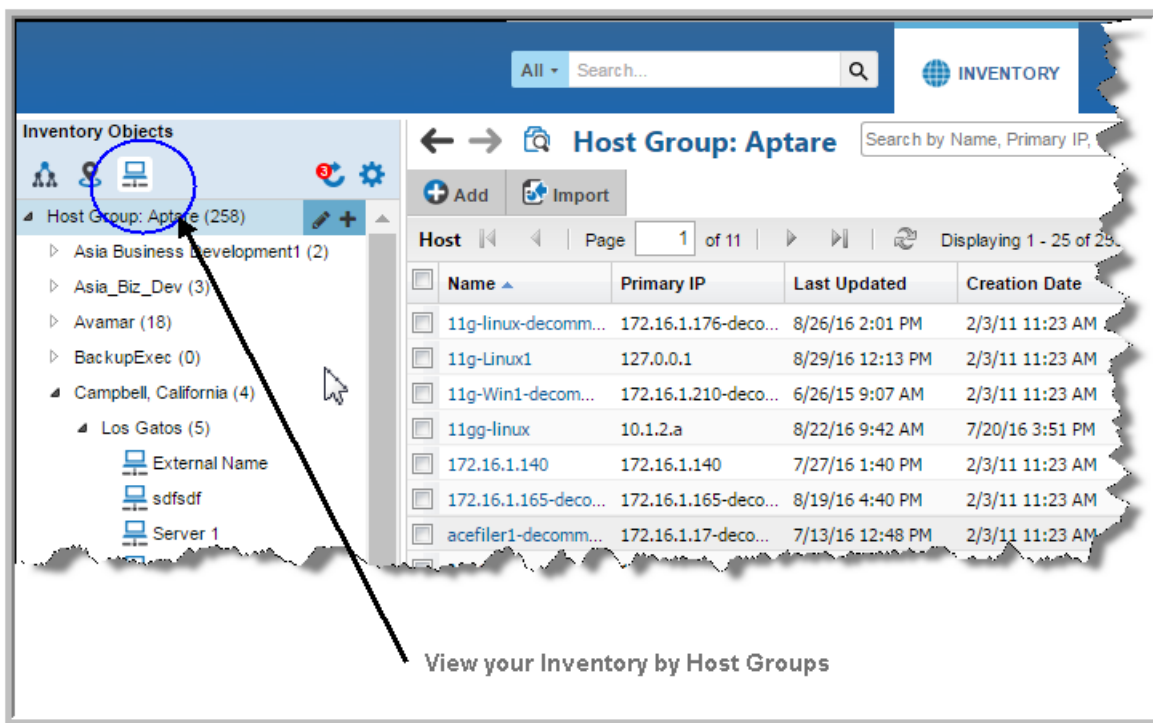 All Search... INVENTORY
Inventory Objects
3
Host Group: Aptare (258)
Asia Business Development1 (2)
Asia_Biz_Dev (3)
Avamar (18)
BackupExec (0)
Campbell, California (4)
Los Gatos (5)
External Name
sdfsdf
Server 1
Host Group: Aptare Search by Name, Primary IP,
Add Import
Host Page 1 of 11 Displaying 1 - 25 of
Name Primary IP Last Updated Creation Date
11g-linux-decomm... 172.16.1.176-deco... 8/26/16 2:01 PM 2/3/11 11:23 AM
11g-Linux1 127.0.0.1 8/29/16 12:13 PM 2/3/11 11:23 AM
11g-Win1-decom... 172.16.1.210-deco... 6/26/15 9:07 AM 2/3/11 11:23 AM
11gg-linux 10.1.2.a 8/22/16 9:42 AM 7/20/16 3:51 PM
172.16.1.140 172.16.1.140 7/27/16 1:40 PM 2/3/11 11:23 AM
172.16.1.165-deco... 172.16.1.165-deco... 8/19/16 4:40 PM 2/3/11 11:23 AM
acefiler1-decomm... 172.16.1.17-deco... 7/13/16 12:48 PM 2/3/11 11:23 AM
View your Inventory by Host Groups